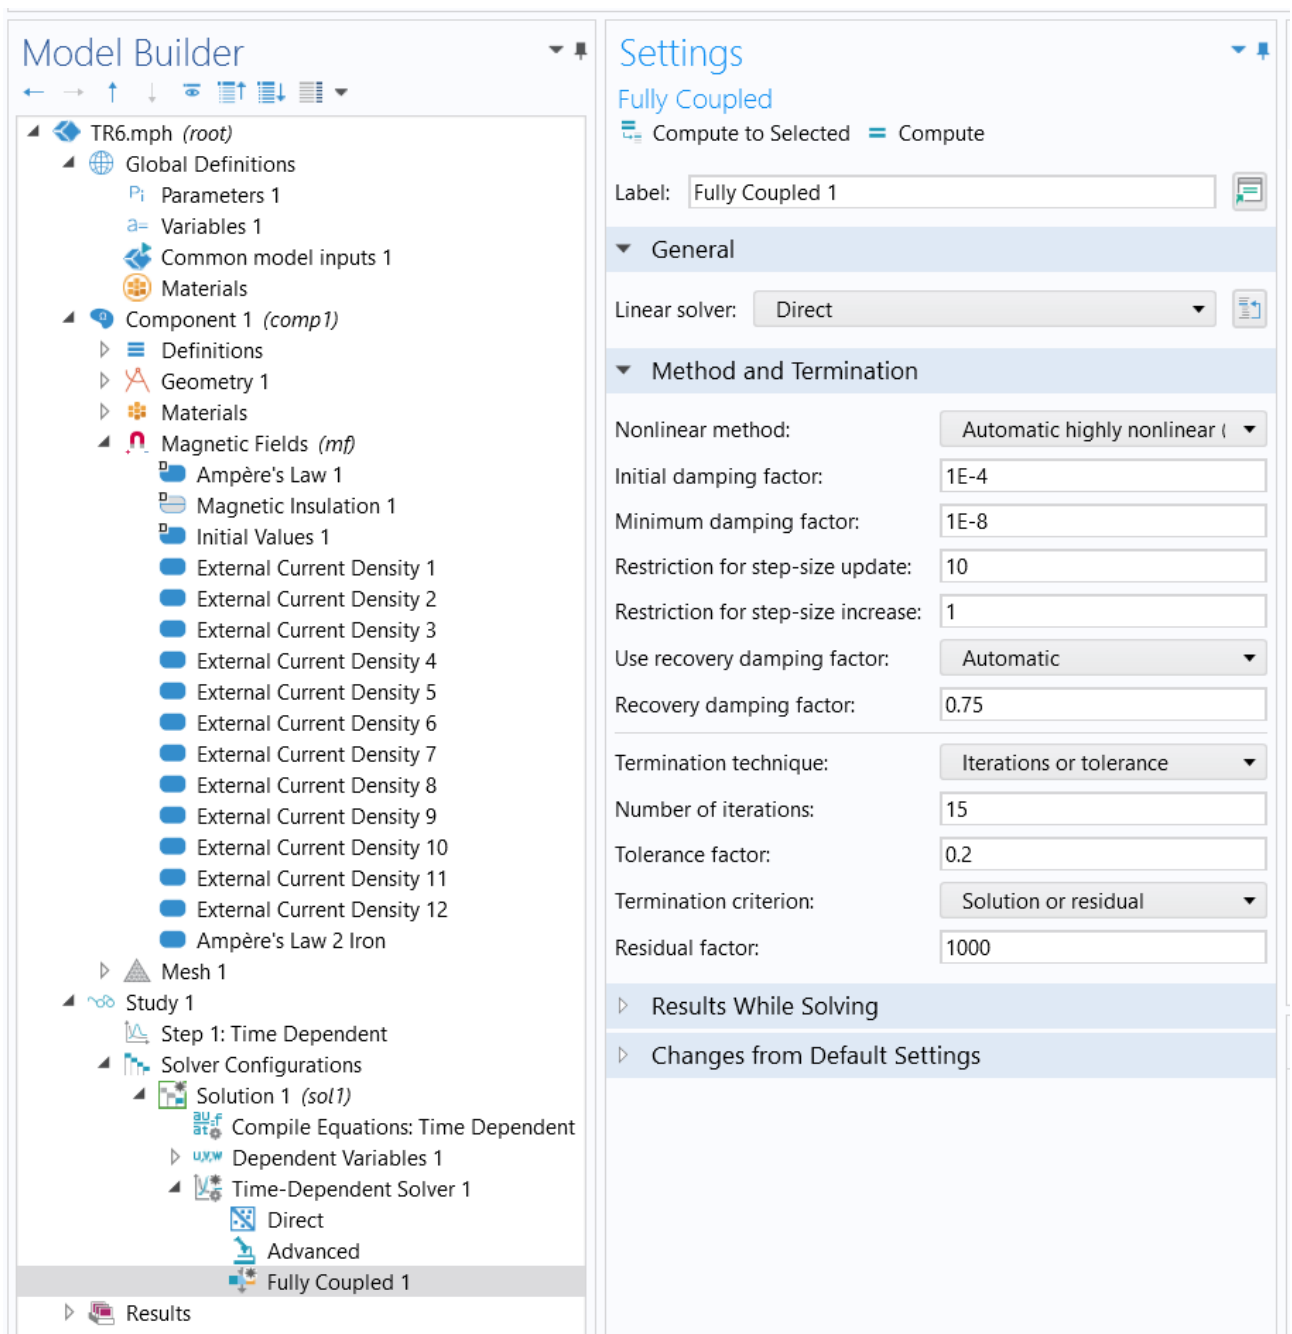 Model Builder
TR6.mph (root)
Global Definitions
Pi Parameters 1
a= Variables 1
Common model inputs 1
Materials
Component 1 (comp1)
Definitions
Geometry 1
Materials
Magnetic Fields (mf)
D Ampère's Law 1
D Magnetic Insulation 1
D Initial Values 1
External Current Density 1
External Current Density 2
External Current Density 3
External Current Density 4
External Current Density 5
External Current Density 6
External Current Density 7
External Current Density 8
External Current Density 9
External Current Density 10
External Current Density 11
External Current Density 12
Ampère's Law 2 Iron
Mesh 1
Study 1
Step 1: Time Dependent
Solver Configurations
Solution 1 (sol1)
Compile Equations: Time Dependent
u,v,w Dependent Variables 1
Time-Dependent Solver 1
Direct
Advanced
Fully Coupled 1
Results
Settings
Fully Coupled
Compute to Selected = Compute
Label: Fully Coupled 1
General
Linear solver: Direct
Method and Termination
Nonlinear method: Automatic highly nonlinear (
Initial damping factor: 1E-4
Minimum damping factor: 1E-8
Restriction for step-size update: 10
Restriction for step-size increase: 1
Use recovery damping factor: Automatic
Recovery damping factor: 0.75
Termination technique: Iterations or tolerance
Number of iterations: 15
Tolerance factor: 0.2
Termination criterion: Solution or residual
Residual factor: 1000
Results While Solving
Changes from Default Settings